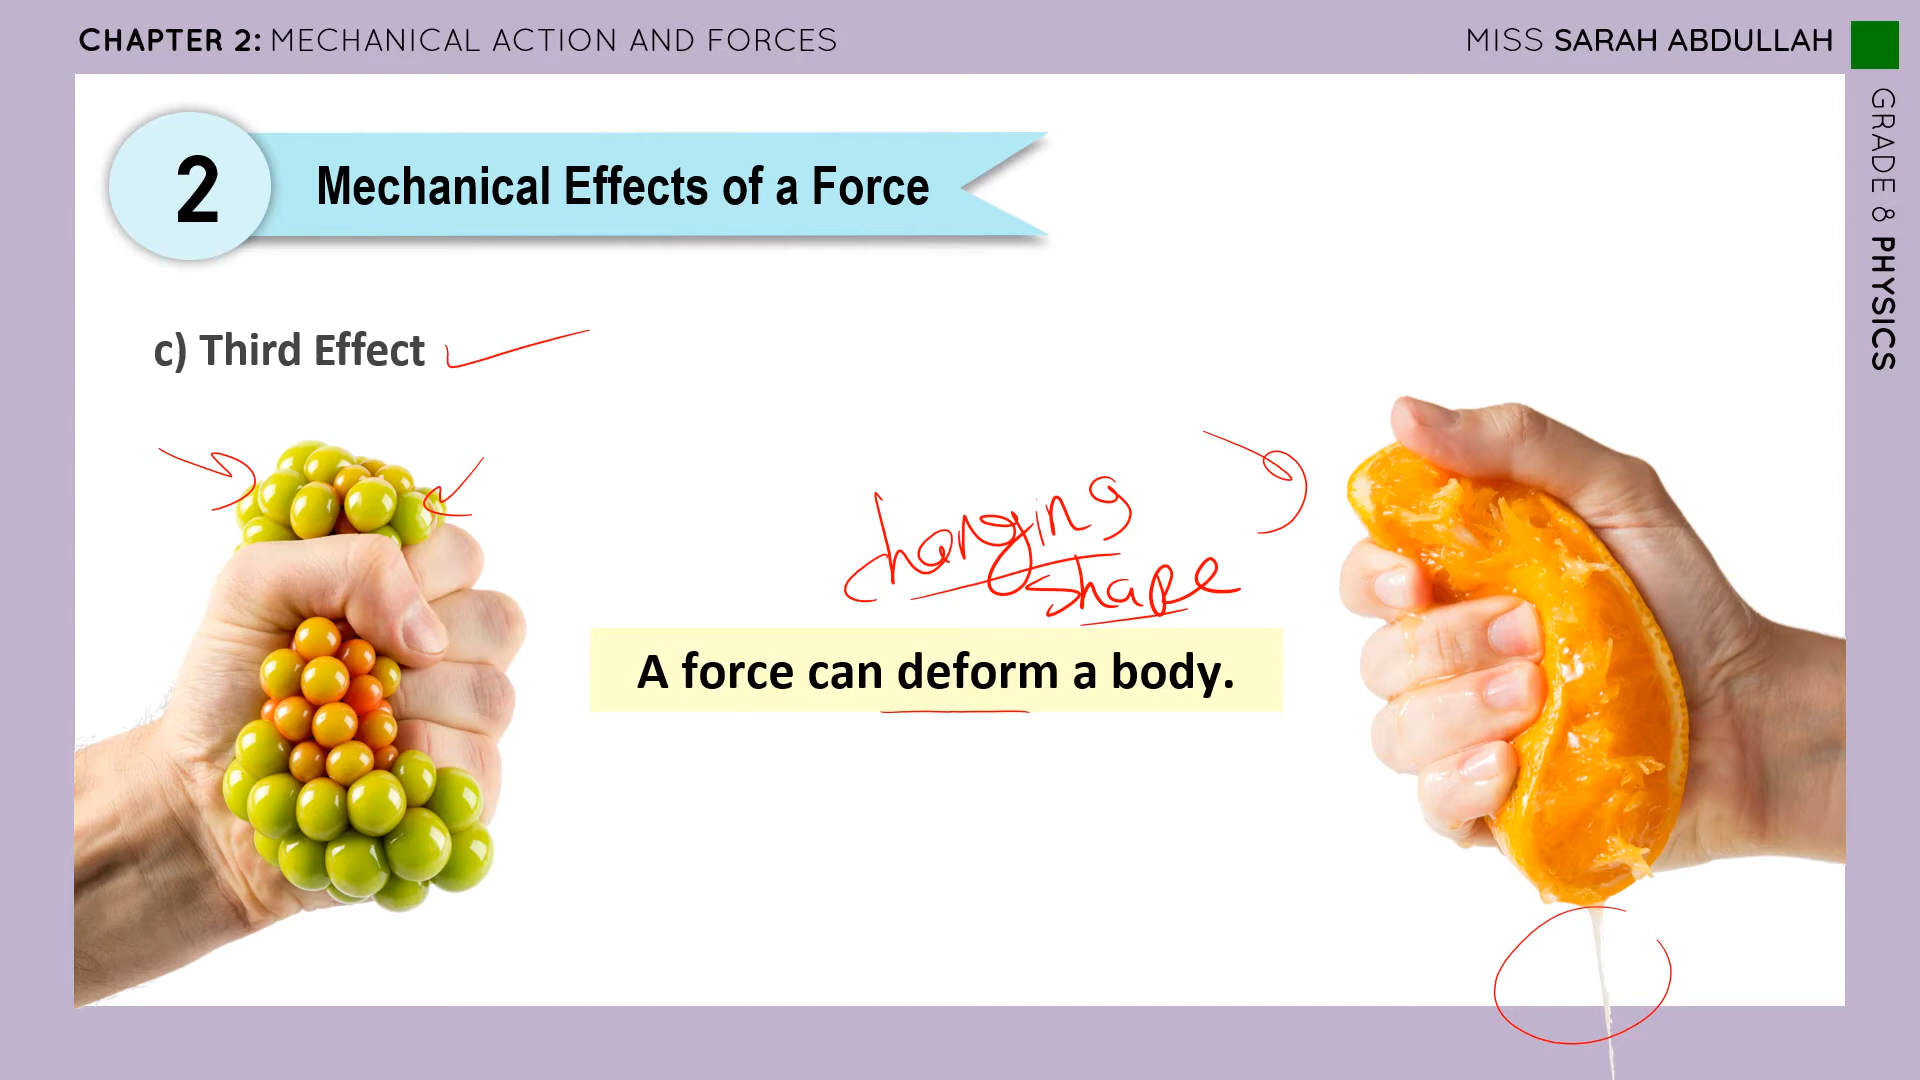 CHAPTER 2: MECHANICAL ACTION AND FORCES
MISS SARAH ABDULLAH
GRADE 8 PHYSICS
2
Mechanical Effects of a Force
c) Third Effect
changing
shape
A force can deform a body.